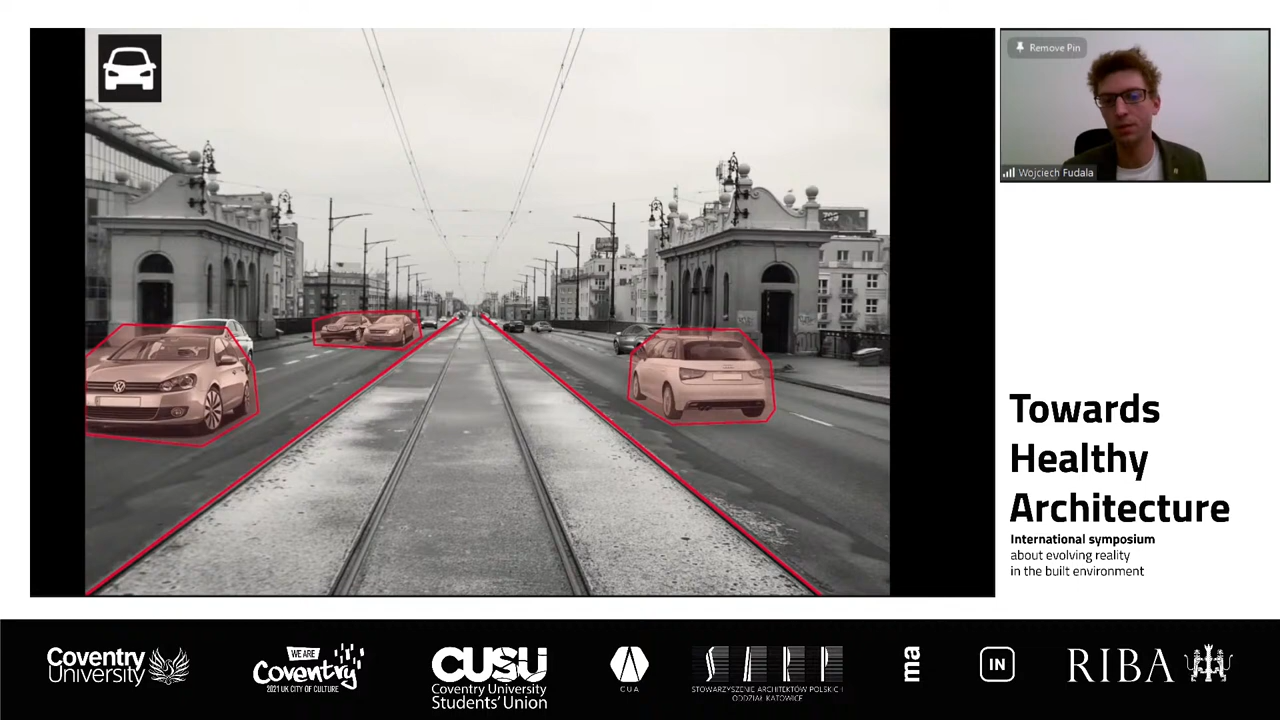 Remove Pin
Wojciech Fudala
Towards
Healthy
Architecture
International symposium
about evolving reality
in the built environment
Coventry
University
WE ARE
Coventry
2021 UK CITY OF CULTURE
CUSU
Coventry University
Students' Union
CUA
SARP
STOWARZYSZENIE ARCHITEKTÓW POLSKICH
ODDZIAŁ KATOWICE
ma
IN
RIBA